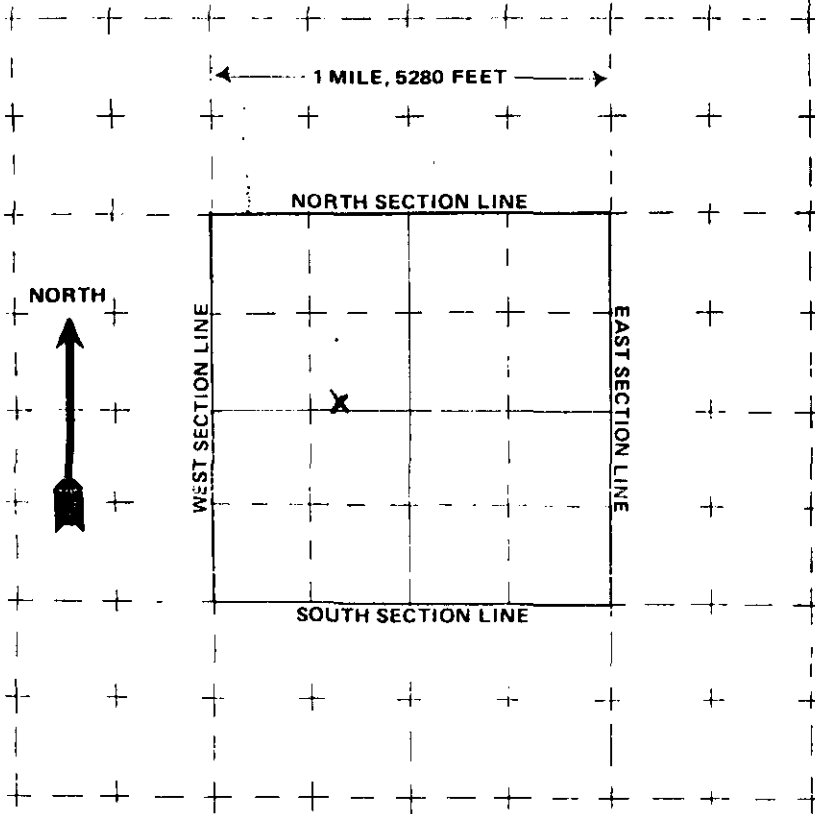 1 MILE, 5280 FEET
NORTH SECTION LINE
NORTH
WEST SECTION LINE
EAST SECTION LINE
X
SOUTH SECTION LINE